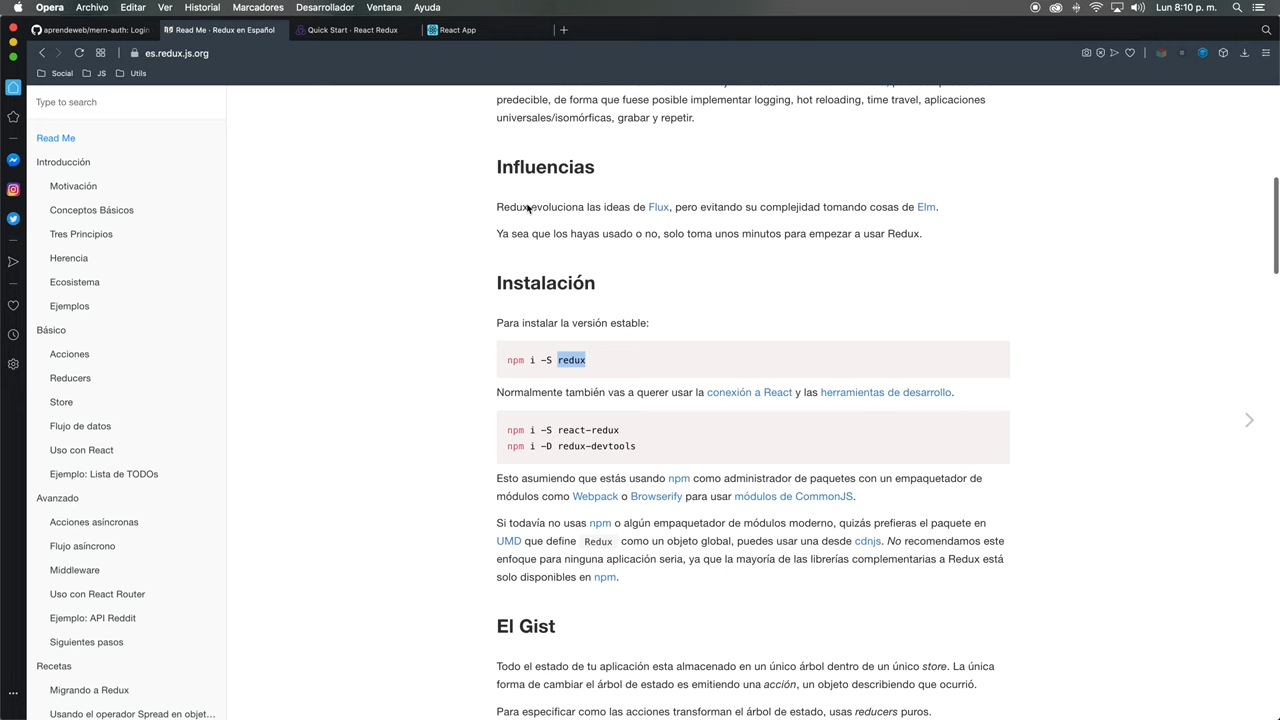 Opera Archivo Editar Ver Historial Marcadores Desarrollador Ventana Ayuda
Lun 8:10 p. m.
aprendeweb/mern-auth: Login
Read Me · Redux en Español
Quick Start · React Redux
React App
es.redux.js.org
Social JS Utils
Type to search
Read Me
Introducción
Motivación
Conceptos Básicos
Tres Principios
Herencia
Ecosistema
Ejemplos
Básico
Acciones
Reducers
Store
Flujo de datos
Uso con React
Ejemplo: Lista de TODOs
Avanzado
Acciones asíncronas
Flujo asíncrono
Middleware
Uso con React Router
Ejemplo: API Reddit
Siguientes pasos
Recetas
Migrando a Redux
Usando el operador Spread en objet…
predecible, de forma que fuese posible implementar logging, hot reloading, time travel, aplicaciones
universales/isomórficas, grabar y repetir.
Influencias
Redux evoluciona las ideas de Flux, pero evitando su complejidad tomando cosas de Elm.
Ya sea que los hayas usado o no, solo toma unos minutos para empezar a usar Redux.
Instalación
Para instalar la versión estable:
npm i -S redux
Normalmente también vas a querer usar la conexión a React y las herramientas de desarrollo.
npm i -S react-redux
npm i -D redux-devtools
Esto asumiendo que estás usando npm como administrador de paquetes con un empaquetador de
módulos como Webpack o Browserify para usar módulos de CommonJS.
Si todavía no usas npm o algún empaquetador de módulos moderno, quizás prefieras el paquete en
UMD que define Redux como un objeto global, puedes usar una desde cdnjs. No recomendamos este
enfoque para ninguna aplicación seria, ya que la mayoría de las librerías complementarias a Redux está
solo disponibles en npm.
El Gist
Todo el estado de tu aplicación esta almacenado en un único árbol dentro de un único store. La única
forma de cambiar el árbol de estado es emitiendo una acción, un objeto describiendo que ocurrió.
Para especificar como las acciones transforman el árbol de estado, usas reducers puros.